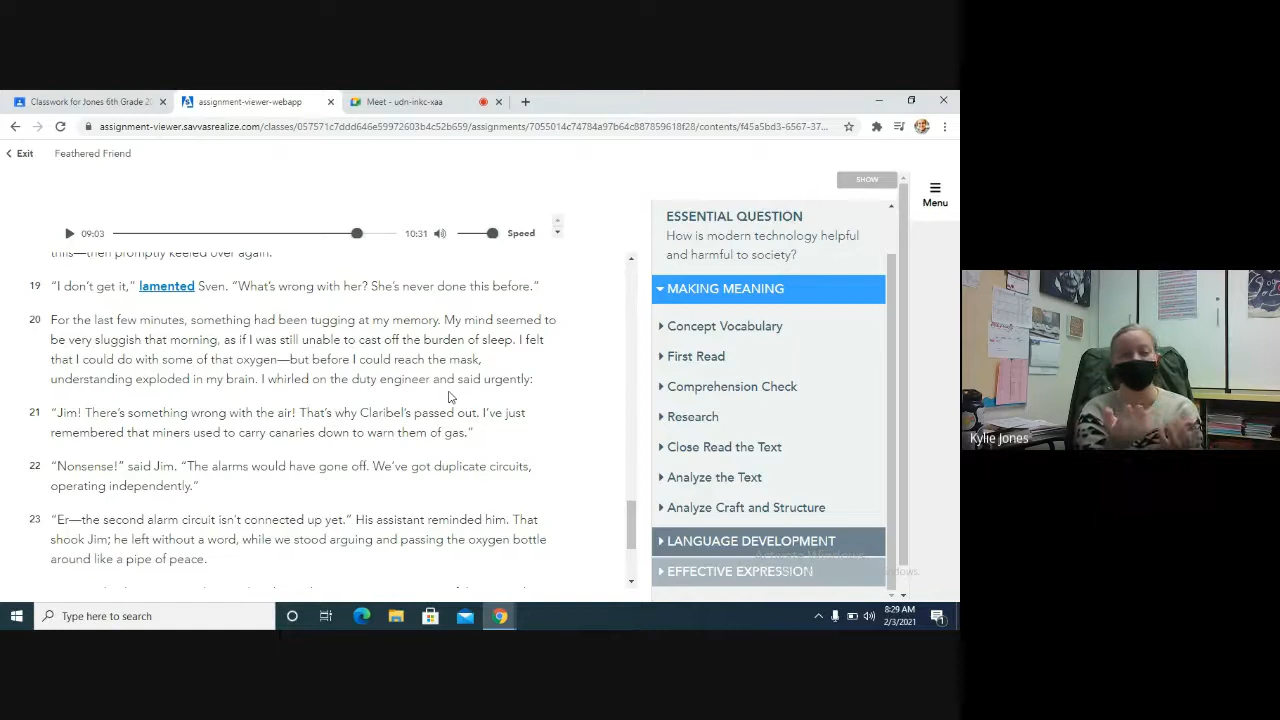 Classwork for Jones 6th Grade 2
assignment-viewer-webapp
Meet - udn-inkc-xaa
assignment-viewer.savvasrealize.com/classes/057571c7ddd646e59972603b4c52b659/assignments/7055014c74784a97b64c887859618f28/contents/f45a5bd3-6567-37...
Exit
Feathered Friend
SHOW
Menu
09:03
10:31
Speed
this—then promptly keeled over again.
19 "I don't get it," lamented Sven. "What's wrong with her? She's never done this before."
20 For the last few minutes, something had been tugging at my memory. My mind seemed to
be very sluggish that morning, as if I was still unable to cast off the burden of sleep. I felt
that I could do with some of that oxygen—but before I could reach the mask,
understanding exploded in my brain. I whirled on the duty engineer and said urgently:
21 "Jim! There's something wrong with the air! That's why Claribel's passed out. I've just
remembered that miners used to carry canaries down to warn them of gas."
22 "Nonsense!" said Jim. "The alarms would have gone off. We've got duplicate circuits,
operating independently."
23 "Er—the second alarm circuit isn't connected up yet." His assistant reminded him. That
shook Jim; he left without a word, while we stood arguing and passing the oxygen bottle
around like a pipe of peace.
ESSENTIAL QUESTION
How is modern technology helpful
and harmful to society?
MAKING MEANING
Concept Vocabulary
First Read
Comprehension Check
Research
Close Read the Text
Analyze the Text
Analyze Craft and Structure
LANGUAGE DEVELOPMENT
Activate Windows
EFFECTIVE EXPRESSION
Kylie Jones
Type here to search
8:29 AM
2/3/2021